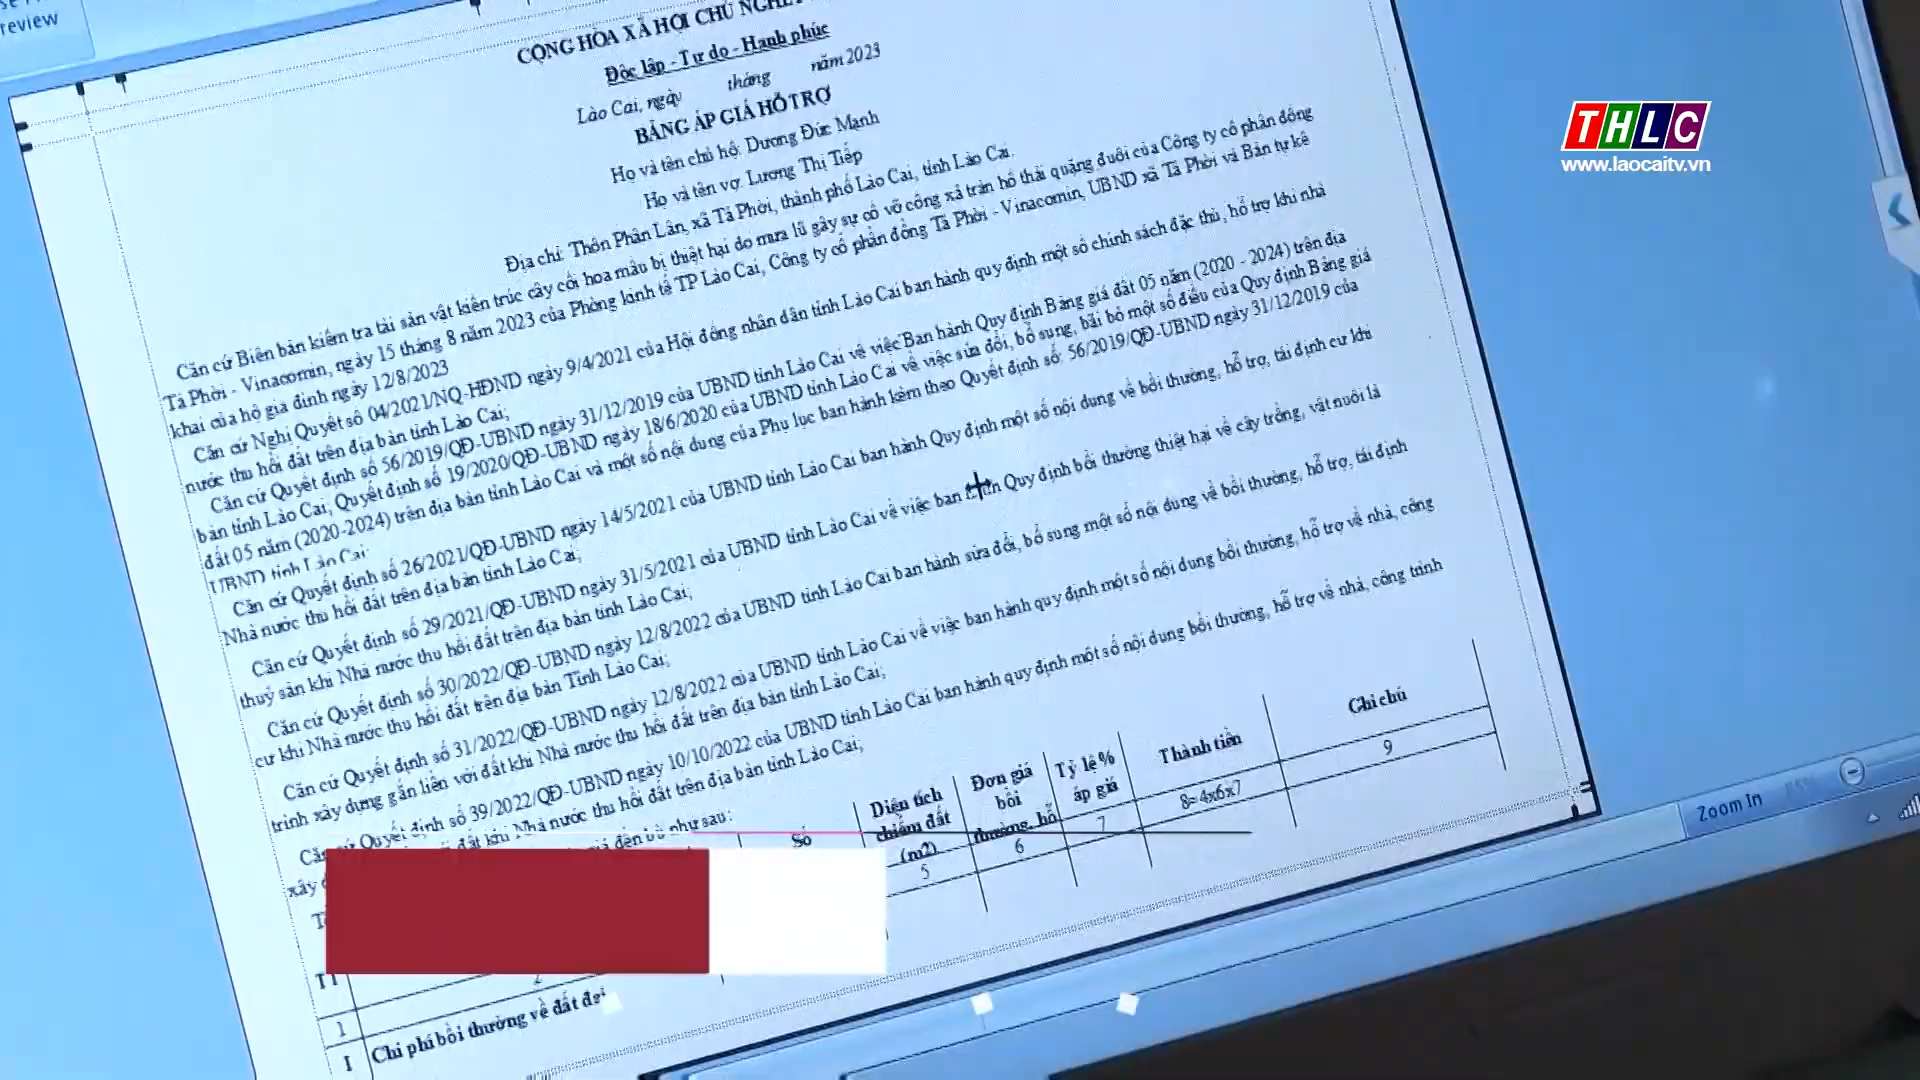 review
CỘNG HÒA XÃ HỘI CHỦ
Độc lập - Tự do - Hạnh phúc
Lào Cai, ngày tháng năm 2023
BẢNG ÁP GIÁ HỖ TRỢ
Họ và tên chủ hộ: Dương Đức Mạnh
Họ và tên vợ: Lương Thị Tiếp
Địa chỉ: Thôn Phân Lân, xã Tả Phời, thành phố Lào Cai, tỉnh Lào Cai.
Căn cứ Biên bản kiểm tra tài sản vật kiến trúc cây cối hoa màu bị thiệt hại do mưa lũ gây sự cố vỡ cống xả tràn hồ thải quặng đuôi của Công ty cổ phần đồng
Tả Phời - Vinacomin, ngày 15 tháng 8 năm 2023 của Phòng kinh tế TP Lào Cai, Công ty cổ phần đồng Tả Phời - Vinacomin, UBND xã Tả Phời và Bản tự kê
khai của hộ gia đình ngày 12/8/2023
Căn cứ Nghị Quyết số 04/2021/NQ-HĐND ngày 9/4/2021 của Hội đồng nhân dân tỉnh Lào Cai ban hành quy định một số chính sách đặc thù, hỗ trợ khi nhà
nước thu hồi đất trên địa bàn tỉnh Lào Cai;
Căn cứ Quyết định số 56/2019/QĐ-UBND ngày 31/12/2019 của UBND tỉnh Lào Cai về việc Ban hành Quy định Bảng giá đất 05 năm (2020 - 2024) trên địa
bàn tỉnh Lào Cai; Quyết định số 19/2020/QĐ-UBND ngày 18/6/2020 của UBND tỉnh Lào Cai về việc sửa đổi, bổ sung, bãi bỏ một số điều của Quy định Bảng giá
đất 05 năm (2020-2024) trên địa bàn tỉnh Lào Cai và một số nội dung của Phụ lục ban hành kèm theo Quyết định số: 56/2019/QĐ-UBND ngày 31/12/2019 của
UBND tỉnh Lào Cai.
Căn cứ Quyết định số 26/2021/QĐ-UBND ngày 14/5/2021 của UBND tỉnh Lào Cai ban hành Quy định một số nội dung về bồi thường, hỗ trợ, tái định cư khi
Nhà nước thu hồi đất trên địa bàn tỉnh Lào Cai;
Căn cứ Quyết định số 29/2021/QĐ-UBND ngày 31/5/2021 của UBND tỉnh Lào Cai về việc ban Quy định bồi thường thiệt hại về cây trồng, vật nuôi là
thuỷ sản khi Nhà nước thu hồi đất trên địa bàn tỉnh Lào Cai;
Căn cứ Quyết định số 30/2022/QĐ-UBND ngày 12/8/2022 của UBND tỉnh Lào Cai ban hành sửa đổi, bổ sung một số nội dung về bồi thường, hỗ trợ, tái định
cư khi Nhà nước thu hồi đất trên địa bàn Tỉnh Lào Cai;
Căn cứ Quyết định số 31/2022/QĐ-UBND ngày 12/8/2022 của UBND tỉnh Lào Cai về việc ban hành quy định một số nội dung bồi thường, hỗ trợ về nhà, công
trình xây dựng gắn liền với đất khi Nhà nước thu hồi đất trên địa bàn tỉnh Lào Cai;
Quyết định số 39/2022/QĐ-UBND ngày 10/10/2022 của UBND tỉnh Lào Cai ban hành quy định một số nội dung bồi thường, hỗ trợ về nhà, công trình
xây đất khi Nhà nước thu hồi đất trên địa bàn tỉnh Lào Cai;
đền bù như sau:
Số
Diện tích chiếm đất (m2)
Đơn giá bồi thường, hỗ
Tỷ lệ % áp giá
Thành tiền
Ghi chú
5 6 7 8=4x6x7 9
TT
1
I Chi phí bồi thường về đất
Zoom In
THLC
www.laocaitv.vn